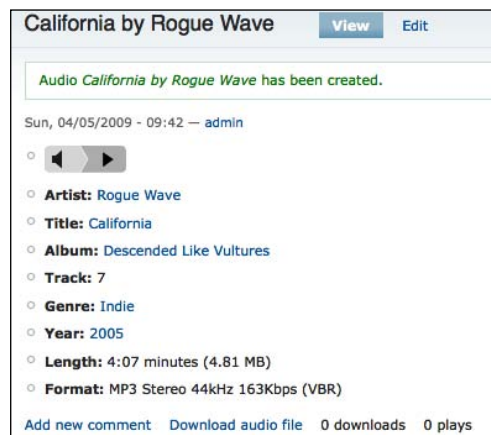 California by Rogue Wave View Edit
Audio California by Rogue Wave has been created.
Sun, 04/05/2009 - 09:42 — admin
Artist: Rogue Wave
Title: California
Album: Descended Like Vultures
Track: 7
Genre: Indie
Year: 2005
Length: 4:07 minutes (4.81 MB)
Format: MP3 Stereo 44kHz 163Kbps (VBR)
Add new comment Download audio file 0 downloads 0 plays